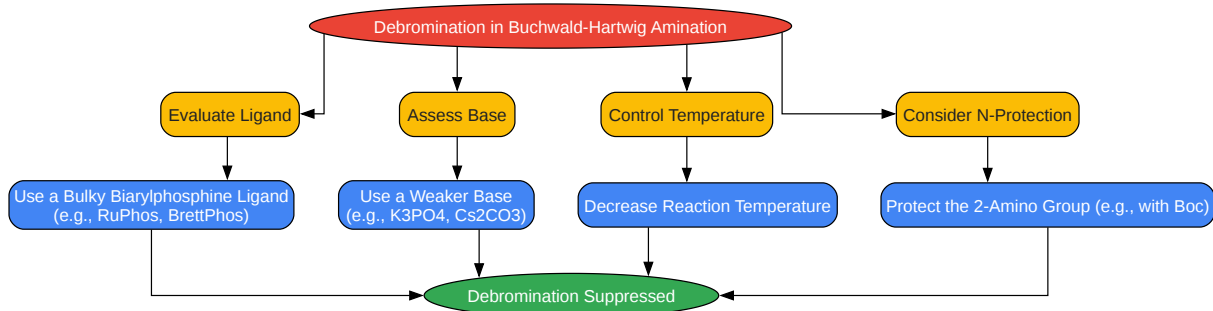 Debromination in Buchwald-Hartwig Amination
Evaluate Ligand
Assess Base
Control Temperature
Consider N-Protection
Use a Bulky Biarylphosphine Ligand
(e.g., RuPhos, BrettPhos)
Use a Weaker Base
(e.g., K3PO4, Cs2CO3)
Decrease Reaction Temperature
Protect the 2-Amino Group (e.g., with Boc)
Debromination Suppressed